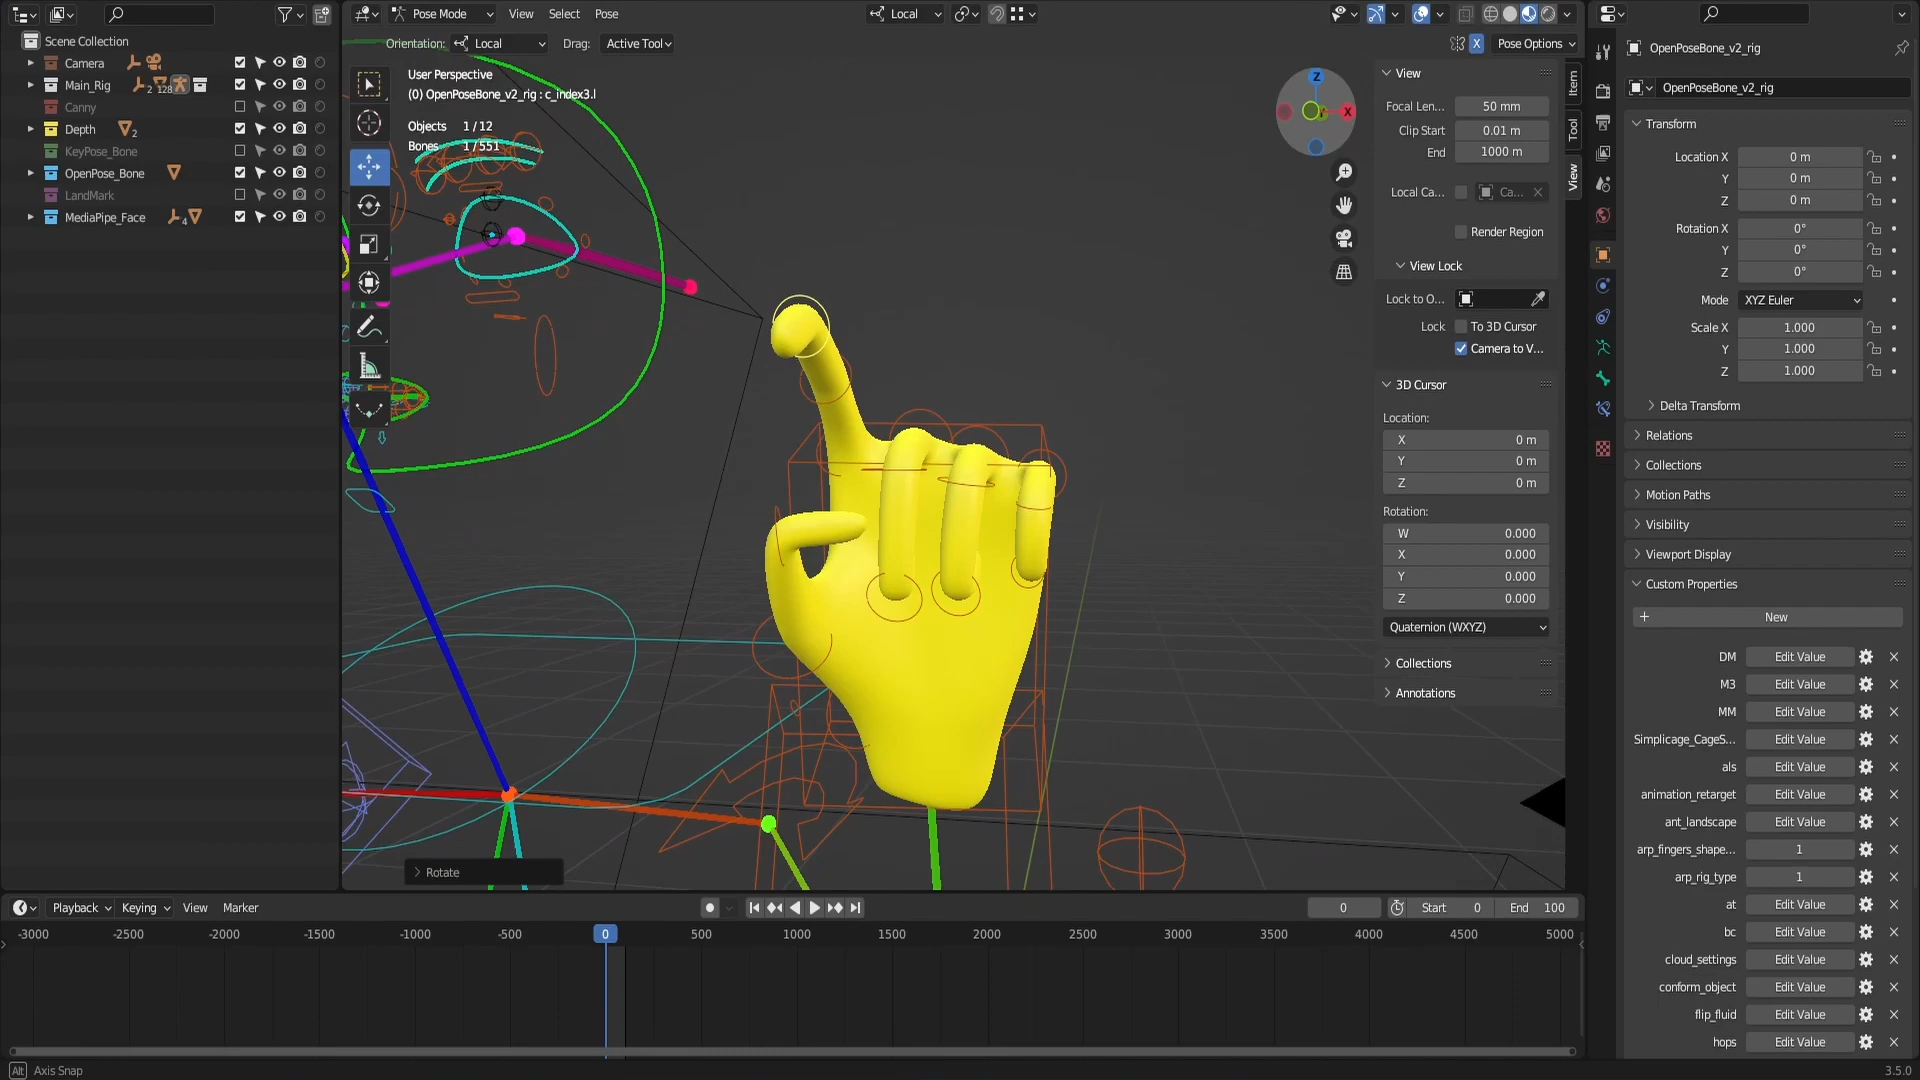 Pose Mode
View
Select
Pose
Local
Orientation:
Local
Drag:
Active Tool
X
Pose Options
Scene Collection
Camera
Main_Rig
2
128
Canny
Depth
2
KeyPose_Bone
OpenPose_Bone
LandMark
MediaPipe_Face
4
User Perspective
(0) OpenPoseBone_v2_rig : c_index3.l
Objects 1 / 12
Bones 1 / 551
Z
X
Item
Tool
View
View
Focal Len... 50 mm
Clip Start 0.01 m
End 1000 m
Local Ca... Ca...
Render Region
View Lock
Lock to O...
Lock To 3D Cursor
Camera to V...
3D Cursor
Location:
X 0 m
Y 0 m
Z 0 m
Rotation:
W 0.000
X 0.000
Y 0.000
Z 0.000
Quaternion (WXYZ)
Collections
Annotations
Rotate
OpenPoseBone_v2_rig
OpenPoseBone_v2_rig
Transform
Location X 0 m
Y 0 m
Z 0 m
Rotation X 0°
Y 0°
Z 0°
Mode XYZ Euler
Scale X 1.000
Y 1.000
Z 1.000
Delta Transform
Relations
Collections
Motion Paths
Visibility
Viewport Display
Custom Properties
New
DM Edit Value
M3 Edit Value
MM Edit Value
Simplicage_CageS... Edit Value
als Edit Value
animation_retarget Edit Value
ant_landscape Edit Value
arp_fingers_shape... 1
arp_rig_type 1
at Edit Value
bc Edit Value
cloud_settings Edit Value
conform_object Edit Value
flip_fluid Edit Value
hops Edit Value
Playback
Keying
View
Marker
0
Start 0
End 100
-3000 -2500 -2000 -1500 -1000 -500 0 500 1000 1500 2000 2500 3000 3500 4000 4500 5000
Alt Axis Snap
3.5.0